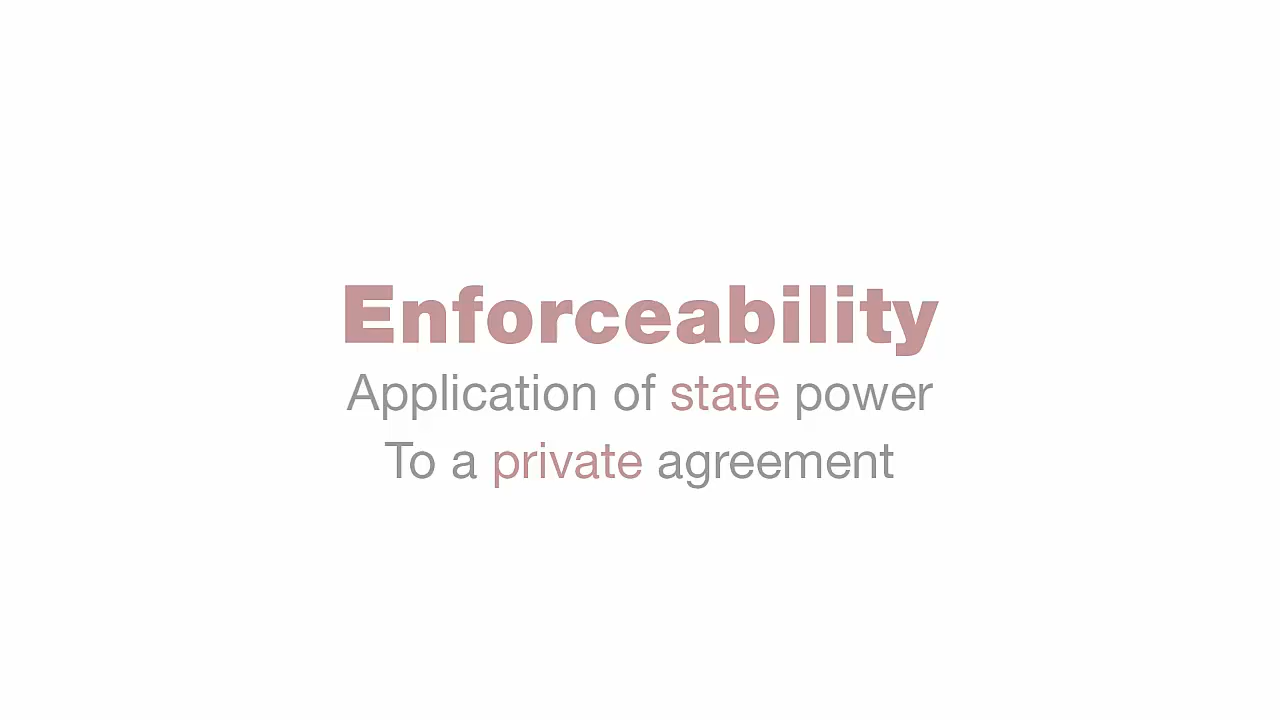 Enforceability
Application of state power
To a private agreement